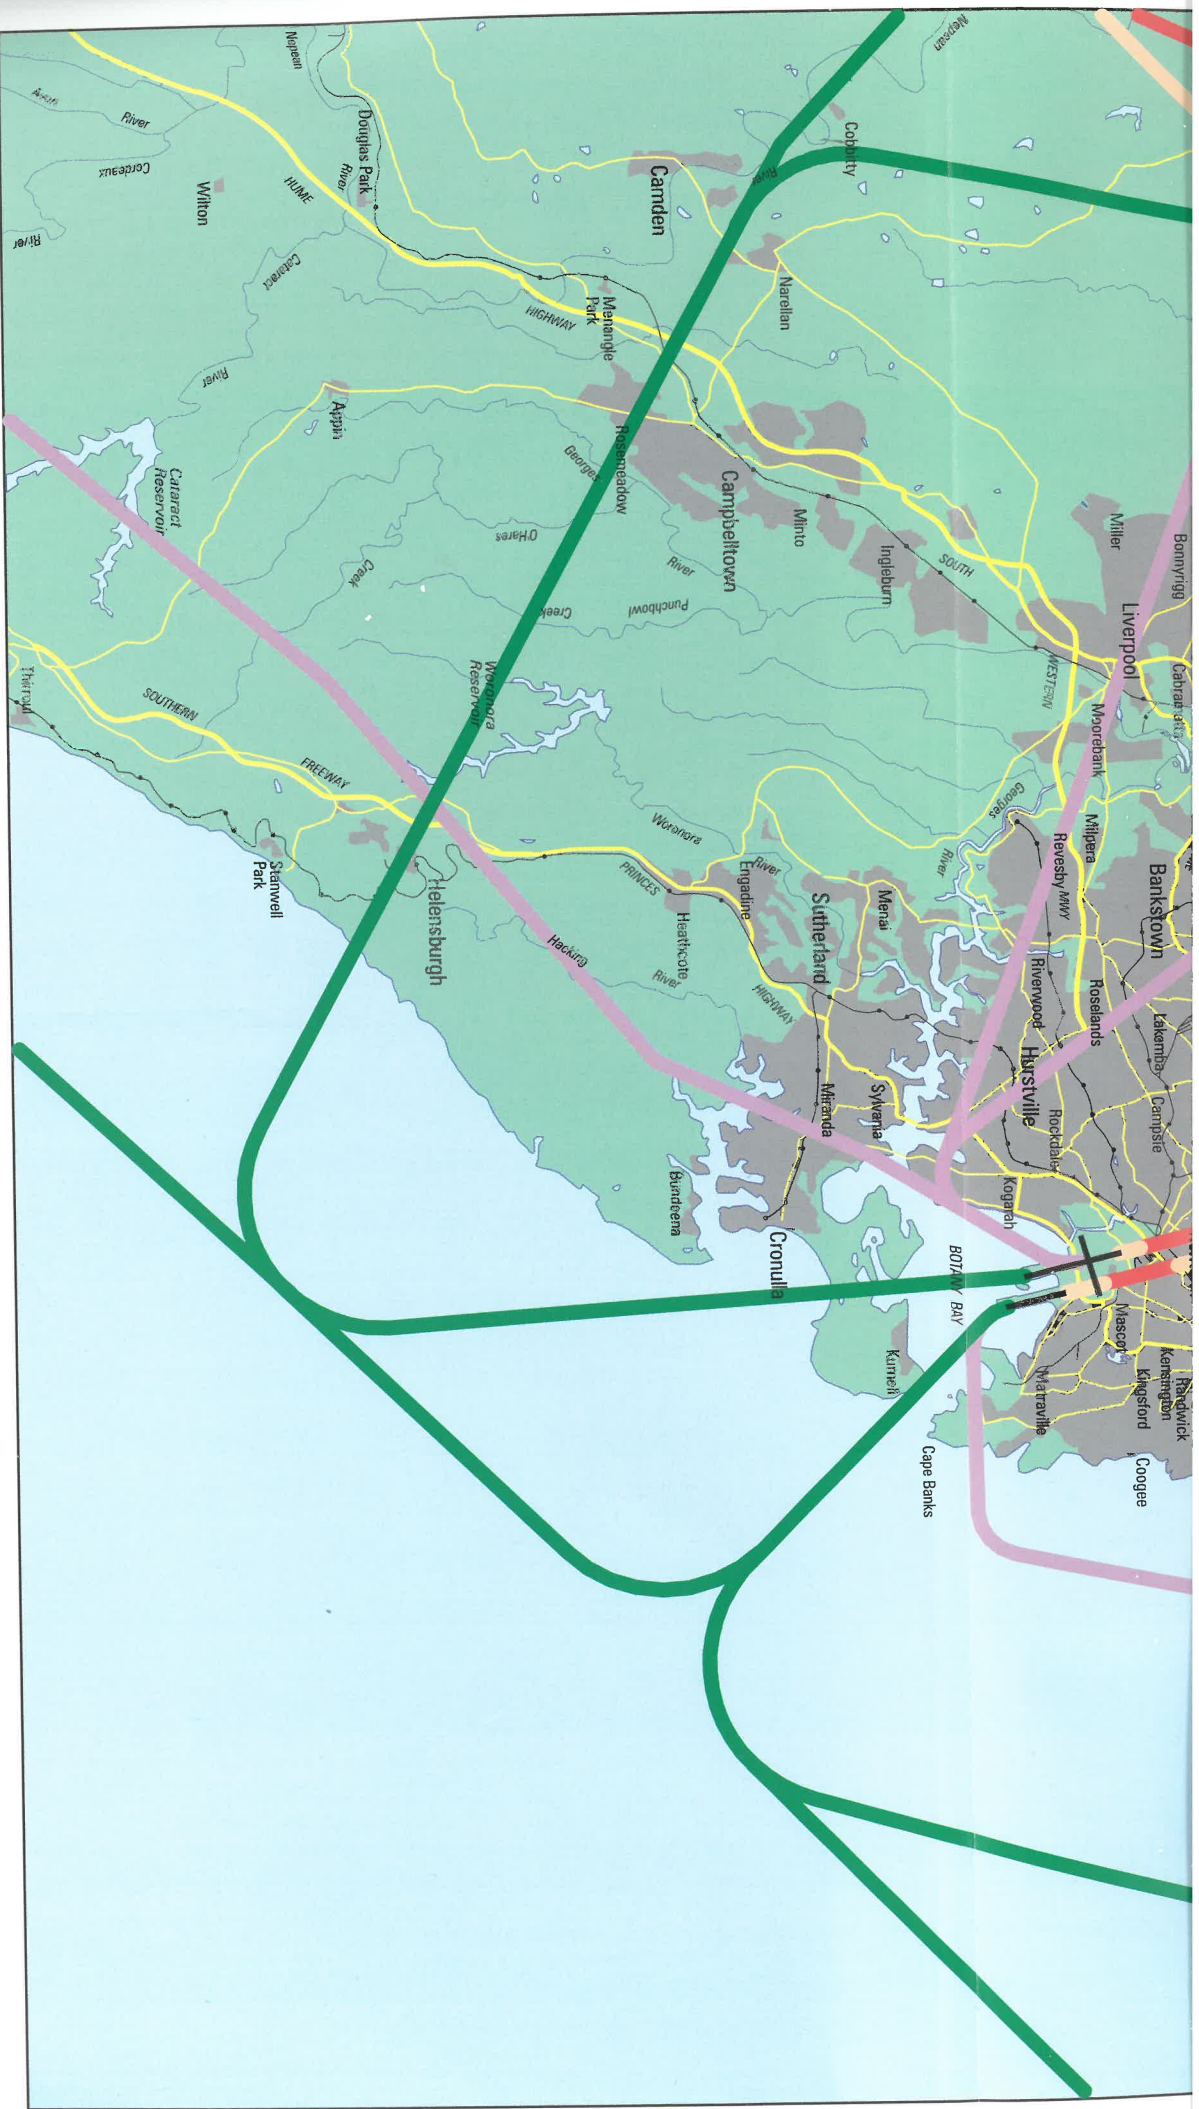 Nepean
Nepean
River
Avon
River
Cordeaux
River
Wilton
HUME
Douglas Park
River
Cataract
River
Camden
Cobbitty
River
Narellan
Menangle
Park
HIGHWAY
Appin
Cataract
Reservoir
Rosemeadow
Georges
River
O'Hares
Creek
Punchbowl
Creek
Campbelltown
Minto
Ingleburn
SOUTH
WESTERN
Miller
Bonnyrigg
Liverpool
Cabramatta
Moorebank
Milpera
Revesby
MWY
Bankstown
Georges
River
Woronora
Reservoir
Woronora
River
Thirroul
SOUTHERN
FREEWAY
Stanwell
Park
Helensburgh
PRINCES
HIGHWAY
Engadine
Heathcote
Hacking
River
Sutherland
Menai
Riverwood
Roselands
Lakamba
Hurstville
Campsie
Rockdale
Miranda
Sylvania
Kogarah
Bundeena
Cronulla
BOTANY BAY
Kurnell
Mascot
Matraville
Kensington
Kingsford
Randwick
Coogee
Cape Banks